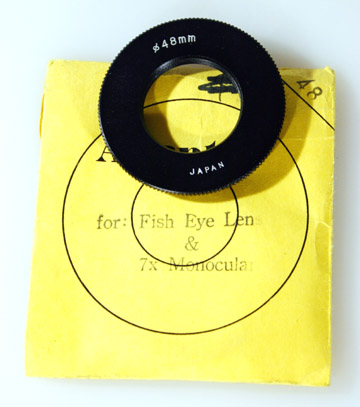 ø48mm
JAPAN
48
for: Fish Eye Lens
&
7x Monocular